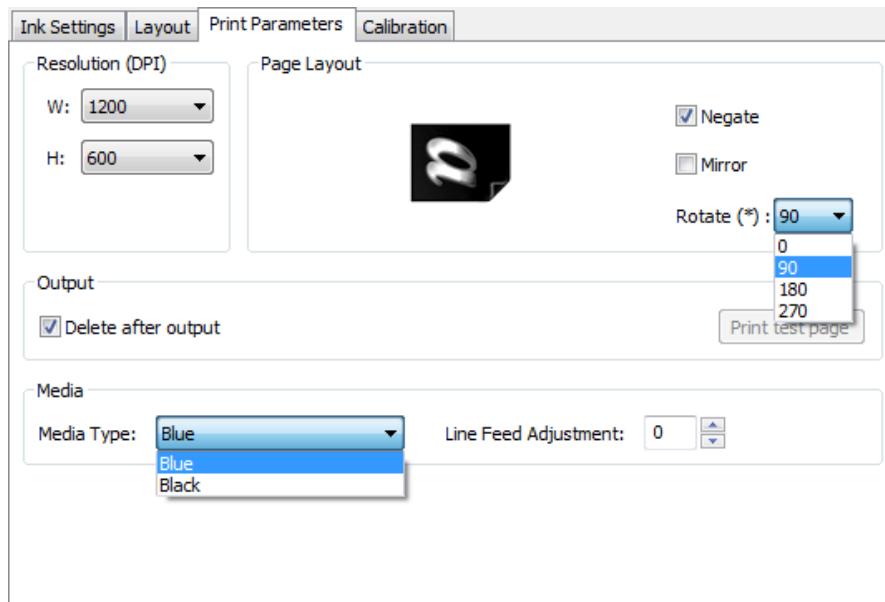 Ink Settings Layout Print Parameters Calibration
Resolution (DPI)
W: 1200
H: 600
Page Layout
a
Negate
Mirror
Rotate (*) : 90
0
90
180
270
Output
Delete after output
Print test page
Media
Media Type: Blue
Blue
Black
Line Feed Adjustment: 0